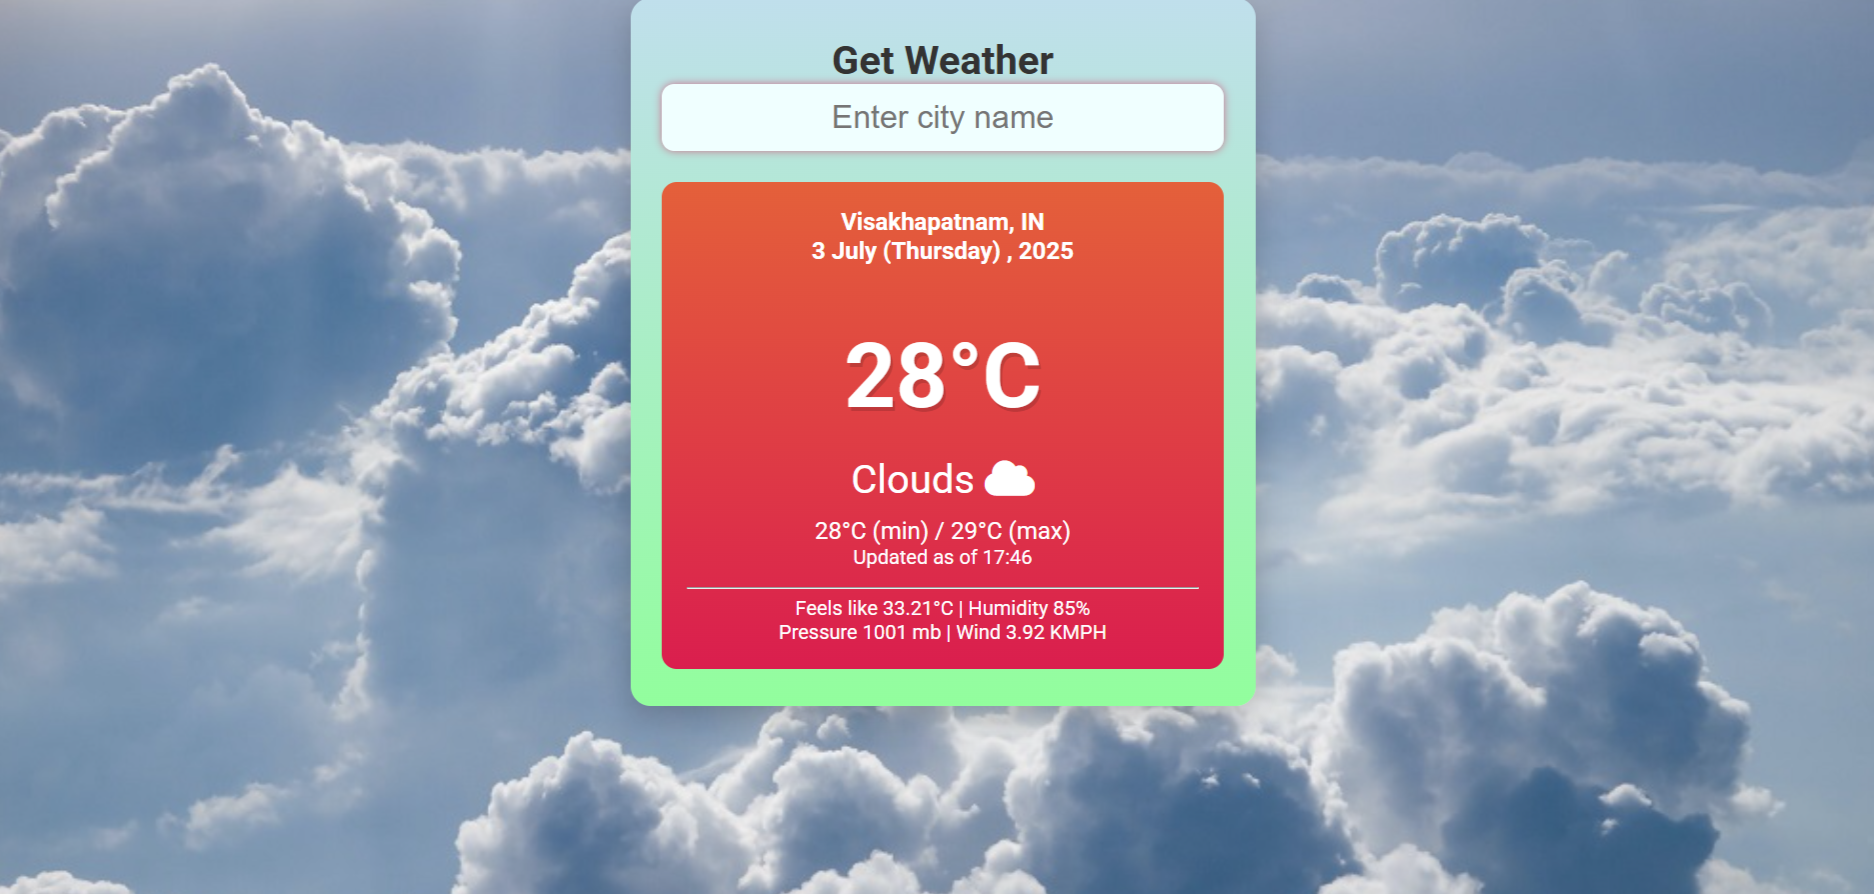 Get Weather
Enter city name
Visakhapatnam, IN
3 July (Thursday) , 2025
28°C
Clouds
28°C (min) / 29°C (max)
Updated as of 17:46
Feels like 33.21°C | Humidity 85%
Pressure 1001 mb | Wind 3.92 KMPH